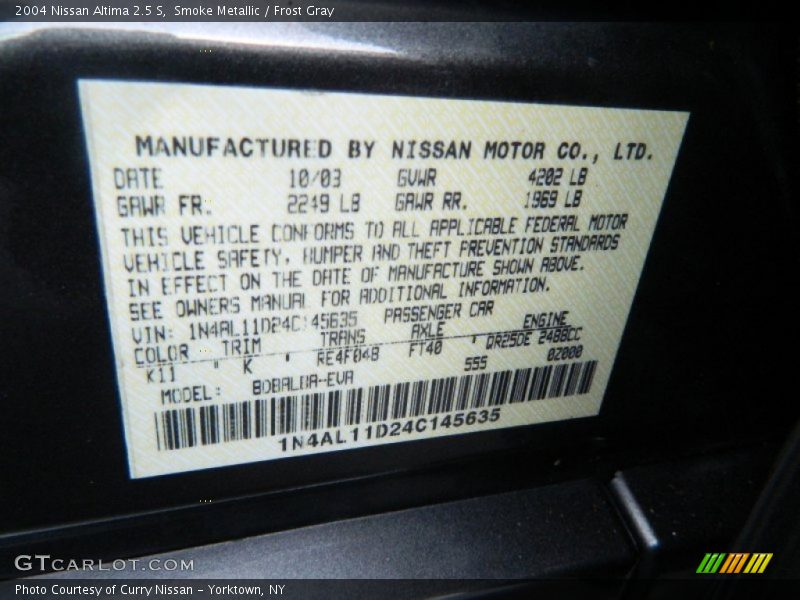 2004 Nissan Altima 2.5 S, Smoke Metallic / Frost Gray
MANUFACTURED BY NISSAN MOTOR CO., LTD.
DATE 10/03 GVWR 4202 LB
GAWR FR. 2249 LB GAWR RR. 1969 LB
THIS VEHICLE CONFORMS TO ALL APPLICABLE FEDERAL MOTOR
VEHICLE SAFETY, BUMPER AND THEFT PREVENTION STANDARDS
IN EFFECT ON THE DATE OF MANUFACTURE SHOWN ABOVE.
SEE OWNERS MANUAL FOR ADDITIONAL INFORMATION.
VIN: 1N4AL11D24C145635 PASSENGER CAR
COLOR TRIM TRANS AXLE ENGINE
K11 K RE4F04B FT40 QR25DE 2488CC
MODEL: 555 02000
1N4AL11D24C145635
GTCARLOT.COM
Photo Courtesy of Curry Nissan - Yorktown, NY